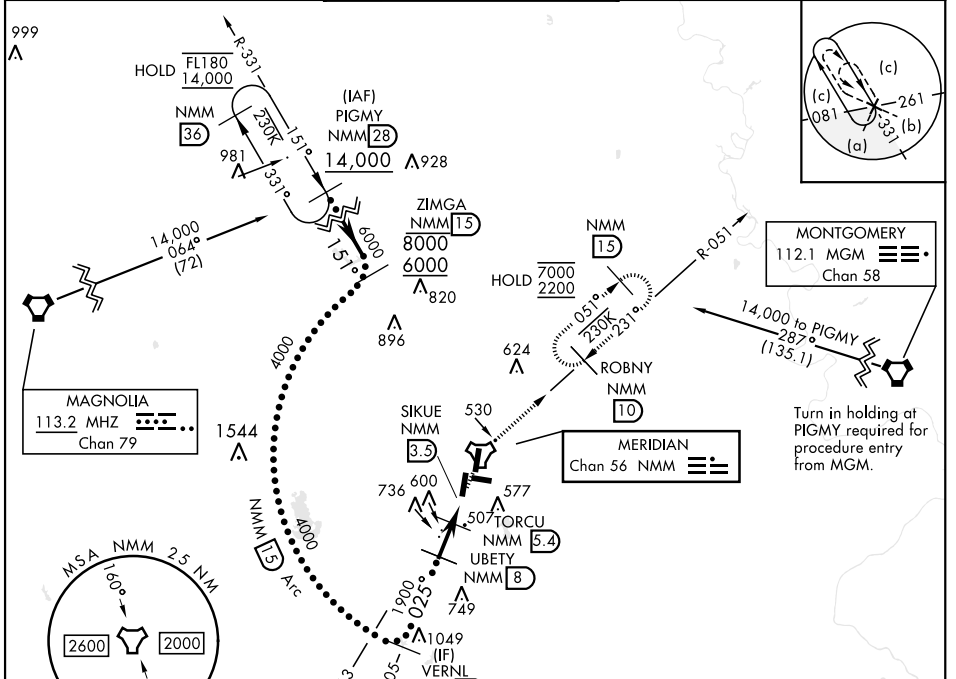 999
R-331
HOLD
FL180
14,000
NMM
36
230K
151°
331°
981
(IAF)
PIGMY
NMM 28
14,000
928
ZIMGA
NMM 15
8000
6000
820
6000
151°
896
14,000
064°
(72)
MAGNOLIA
113.2 MHZ
Chan 79
4000
1544
4000
NMM 15 Arc
HOLD
7000
2200
NMM
15
051°
230K
231°
R-051
ROBNY
NMM
10
624
530
SIKUE
NMM
3.5
MERIDIAN
Chan 56 NMM
MONTGOMERY
112.1 MGM
Chan 58
14,000 to PIGMY
287°
(135.1)
Turn in holding at
PIGMY required for
procedure entry
from MGM.
(c)
(c)
081
261
(b)
331
(a)
736
600
577
507
TORCU
NMM 5.4
UBETY
NMM 8
749
1900
025°
1049
(IF)
VERNL
MSA NMM 25 NM
160°
2600
2000